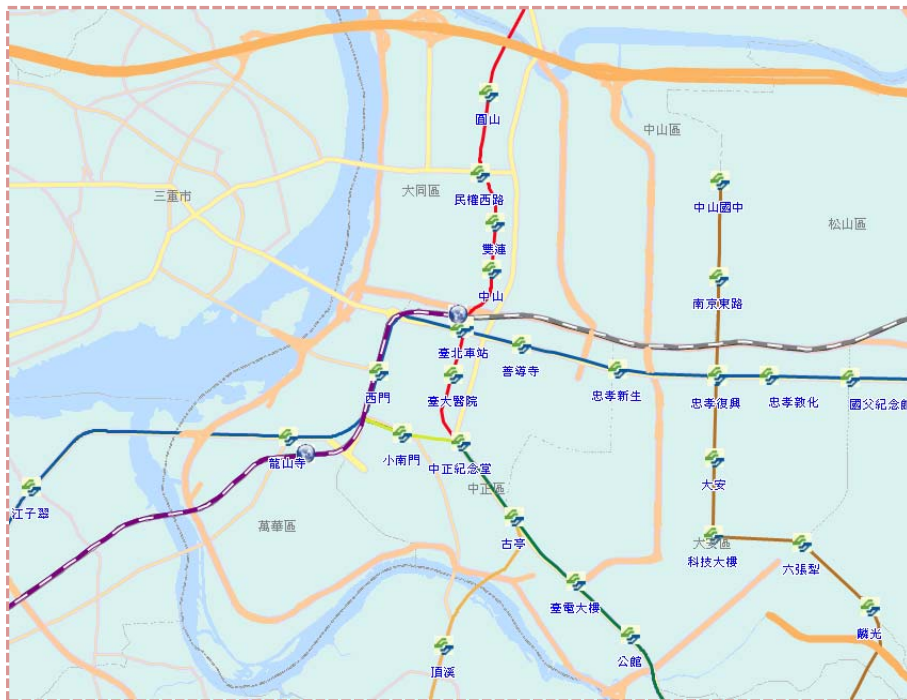 圓山
中山區
民權西路
大同區
三重市
中山國中
松山區
雙連
中山
南京東路
臺北車站
善導寺
西門
臺大醫院
忠孝新生
忠孝復興
忠孝敦化
國父紀念館
龍山寺
小南門
中正紀念堂
大安
中正區
江子翠
萬華區
古亭
大安區
科技大樓
六張犁
臺電大樓
麟光
頂溪
公館